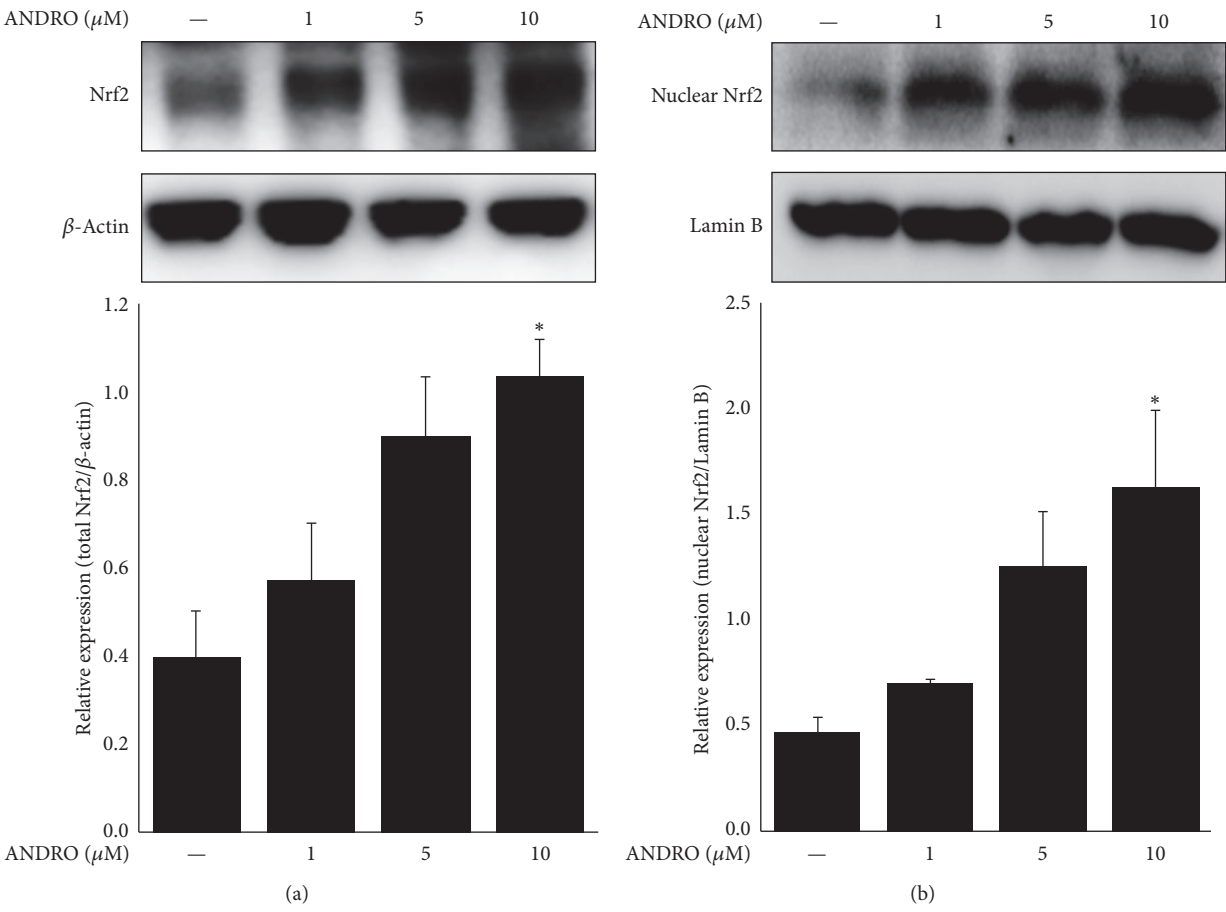 ANDRO (μM) — 1 5 10
Nrf2
β-Actin
1.2
1.0
0.8
0.6
0.4
0.2
0.0
Relative expression (total Nrf2/β-actin)
*
ANDRO (μM) — 1 5 10
(a)
ANDRO (μM) — 1 5 10
Nuclear Nrf2
Lamin B
2.5
2.0
1.5
1.0
0.5
0.0
Relative expression (nuclear Nrf2/Lamin B)
*
ANDRO (μM) — 1 5 10
(b)